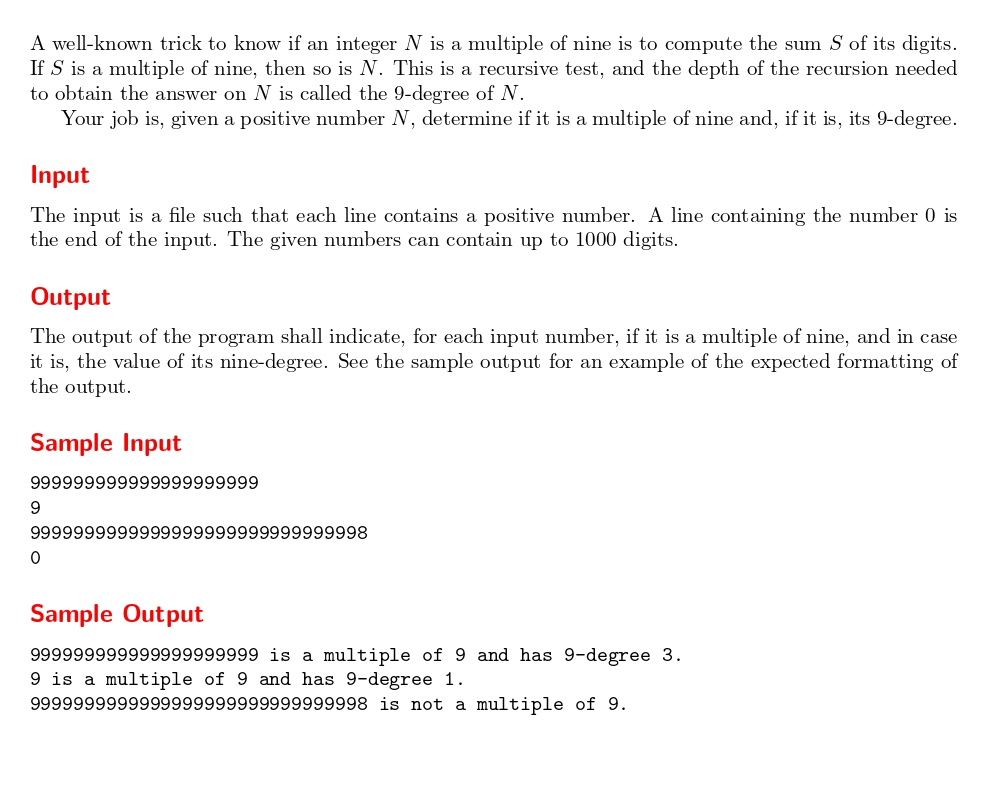 A well-known trick to know if an integer N is a multiple of nine is to compute the sum S of its digits.
If S is a multiple of nine, then so is N. This is a recursive test, and the depth of the recursion needed
to obtain the answer on N is called the 9-degree of N.
Your job is, given a positive number N, determine if it is a multiple of nine and, if it is, its 9-degree.
Input
The input is a file such that each line contains a positive number. A line containing the number 0 is
the end of the input. The given numbers can contain up to 1000 digits.
Output
The output of the program shall indicate, for each input number, if it is a multiple of nine, and in case
it is, the value of its nine-degree. See the sample output for an example of the expected formatting of
the output.
Sample Input
999999999999999999999
9
9999999999999999999999999999998
0
Sample Output
999999999999999999999 is a multiple of 9 and has 9-degree 3.
9 is a multiple of 9 and has 9-degree 1.
9999999999999999999999999999998 is not a multiple of 9.